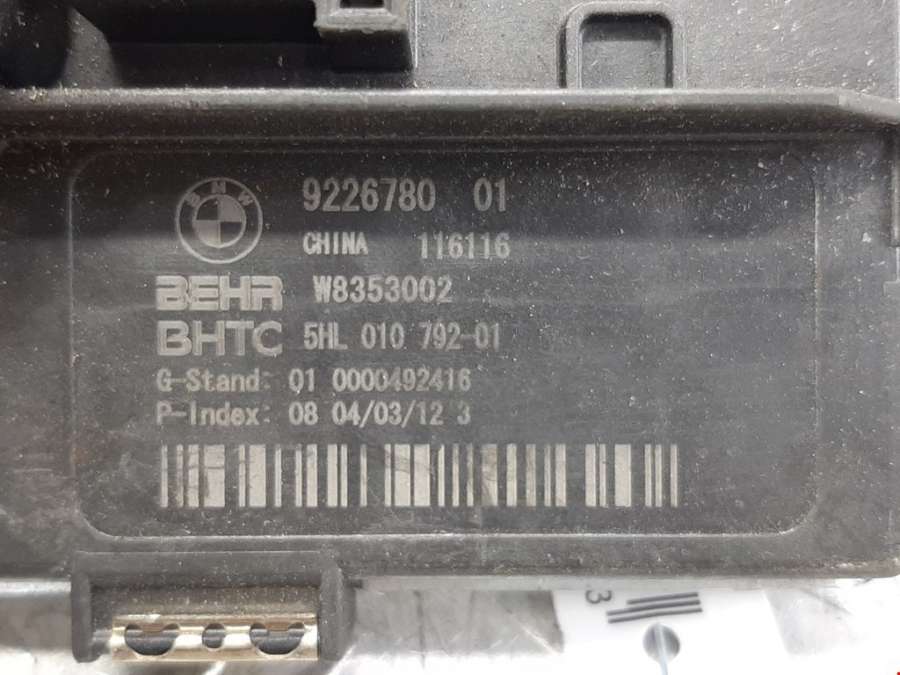 BMW
9226780 01
CHINA 116116
BEHR W8353002
BHTC 5HL 010 792-01
G-Stand: 01 0000492416
P-Index: 08 04/03/12 3
3